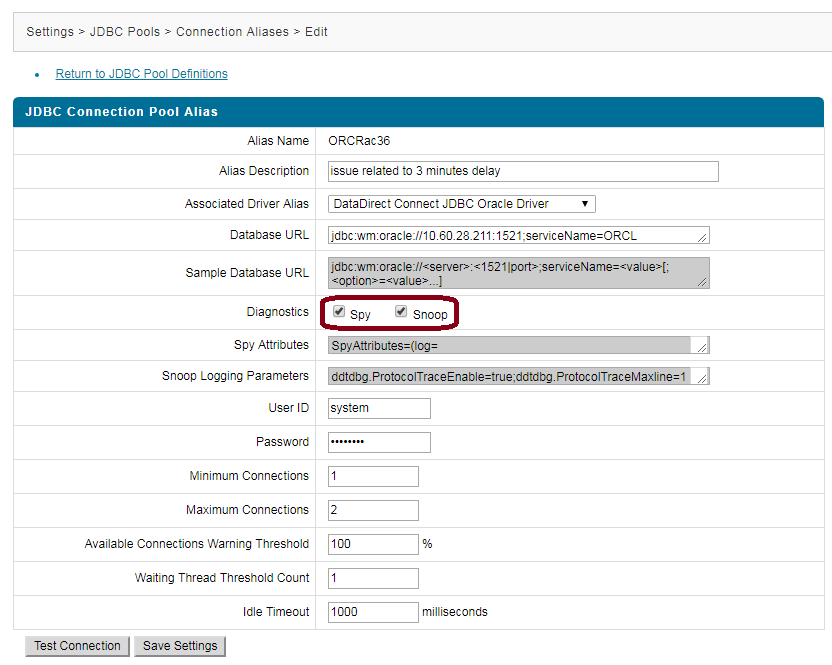 Settings > JDBC Pools > Connection Aliases > Edit
Return to JDBC Pool Definitions
JDBC Connection Pool Alias
Alias Name ORCRac36
Alias Description issue related to 3 minutes delay
Associated Driver Alias DataDirect Connect JDBC Oracle Driver
Database URL jdbc:wm:oracle://10.60.28.211:1521;serviceName=ORCL
Sample Database URL jdbc:wm:oracle://<server>:<1521|port>;serviceName=<value>[;
<option>=<value>...]
Diagnostics Spy Snoop
Spy Attributes SpyAttributes=(log=
Snoop Logging Parameters ddtdbg.ProtocolTraceEnable=true;ddtdbg.ProtocolTraceMaxline=1
User ID system
Password ••••••••
Minimum Connections 1
Maximum Connections 2
Available Connections Warning Threshold 100 %
Waiting Thread Threshold Count 1
Idle Timeout 1000 milliseconds
Test Connection Save Settings